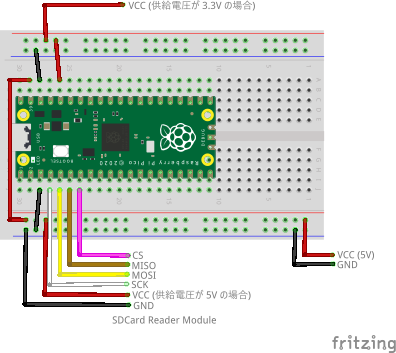 VCC (供給電圧が 3.3V の場合)
BOOTSEL
Raspberry Pi Pico ©2020
CS
MISO
MOSI
SCK
VCC (供給電圧が 5V の場合)
GND
SDCard Reader Module
VCC (5V)
GND
fritzing